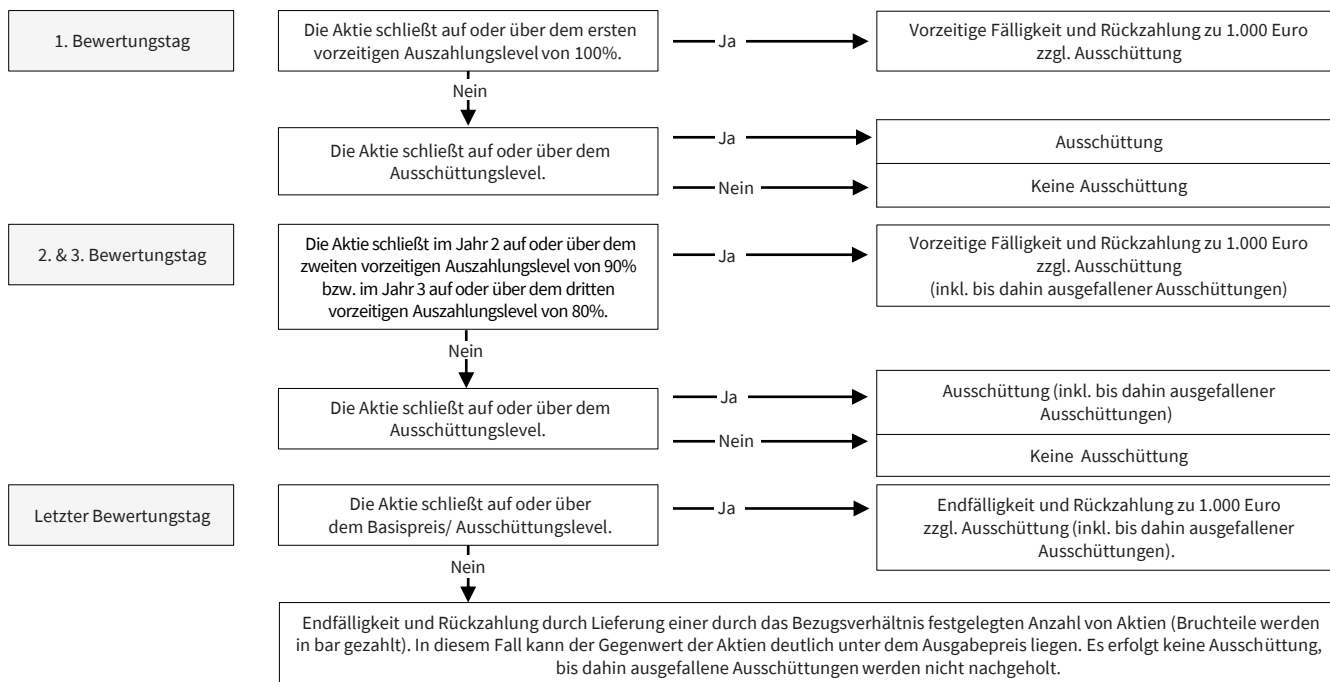 1. Bewertungstag
Die Aktie schließt auf oder über dem ersten
vorzeitigen Auszahlungslevel von 100%.
Ja
Vorzeitige Fälligkeit und Rückzahlung zu 1.000 Euro
zzgl. Ausschüttung
Nein
Die Aktie schließt auf oder über dem
Ausschüttungslevel.
Ja
Ausschüttung
Nein
Keine Ausschüttung
2. & 3. Bewertungstag
Die Aktie schließt im Jahr 2 auf oder über dem
zweiten vorzeitigen Auszahlungslevel von 90%
bzw. im Jahr 3 auf oder über dem dritten
vorzeitigen Auszahlungslevel von 80%.
Ja
Vorzeitige Fälligkeit und Rückzahlung zu 1.000 Euro
zzgl. Ausschüttung
(inkl. bis dahin ausgefallener Ausschüttungen)
Nein
Die Aktie schließt auf oder über dem
Ausschüttungslevel.
Ja
Ausschüttung (inkl. bis dahin ausgefallener
Ausschüttungen)
Nein
Keine Ausschüttung
Letzter Bewertungstag
Die Aktie schließt auf oder über
dem Basispreis/ Ausschüttungslevel.
Ja
Endfälligkeit und Rückzahlung zu 1.000 Euro
zzgl. Ausschüttung (inkl. bis dahin ausgefallener
Ausschüttungen).
Nein
Endfälligkeit und Rückzahlung durch Lieferung einer durch das Bezugsverhältnis festgelegten Anzahl von Aktien (Bruchteile werden
in bar gezahlt). In diesem Fall kann der Gegenwert der Aktien deutlich unter dem Ausgabepreis liegen. Es erfolgt keine Ausschüttung,
bis dahin ausgefallene Ausschüttungen werden nicht nachgeholt.